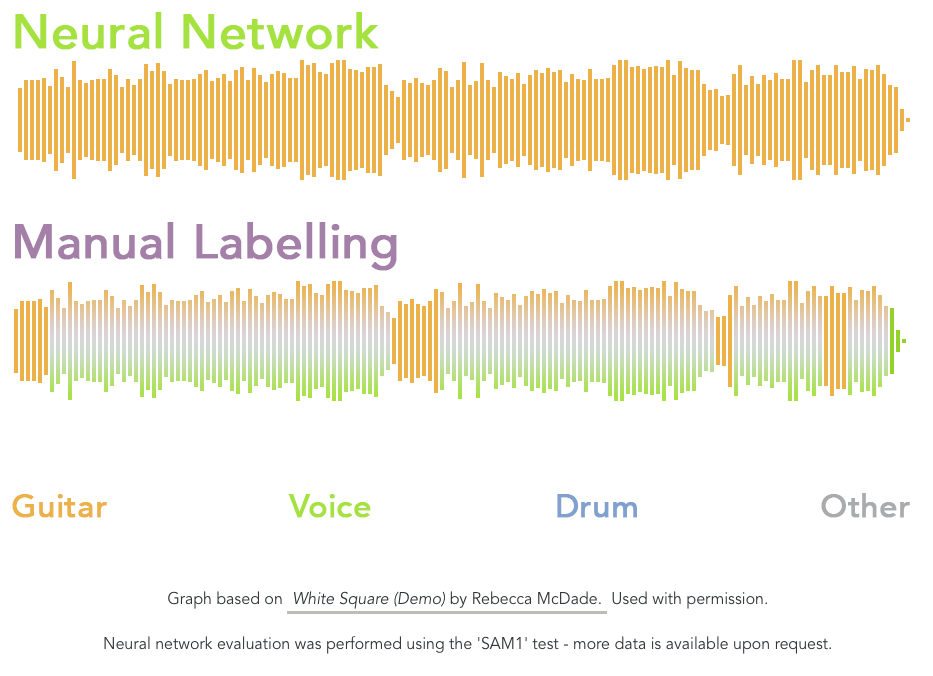 Neural Network
Manual Labelling
Guitar Voice Drum Other
Graph based on White Square (Demo) by Rebecca McDade. Used with permission.
Neural network evaluation was performed using the 'SAM1' test - more data is available upon request.